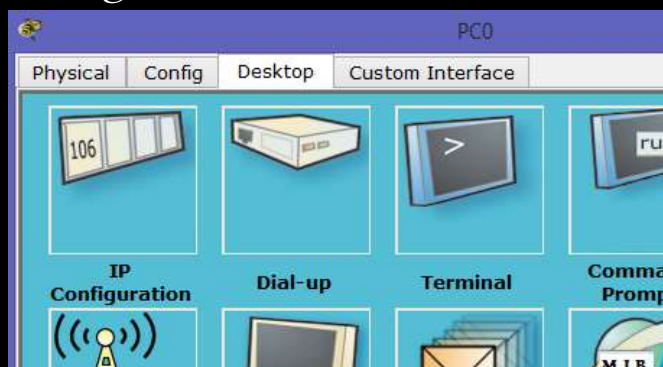 PC0
Physical Config Desktop Custom Interface
106
>
ru
IP
Configuration
Dial-up
Terminal
Comma
Promp
MIB